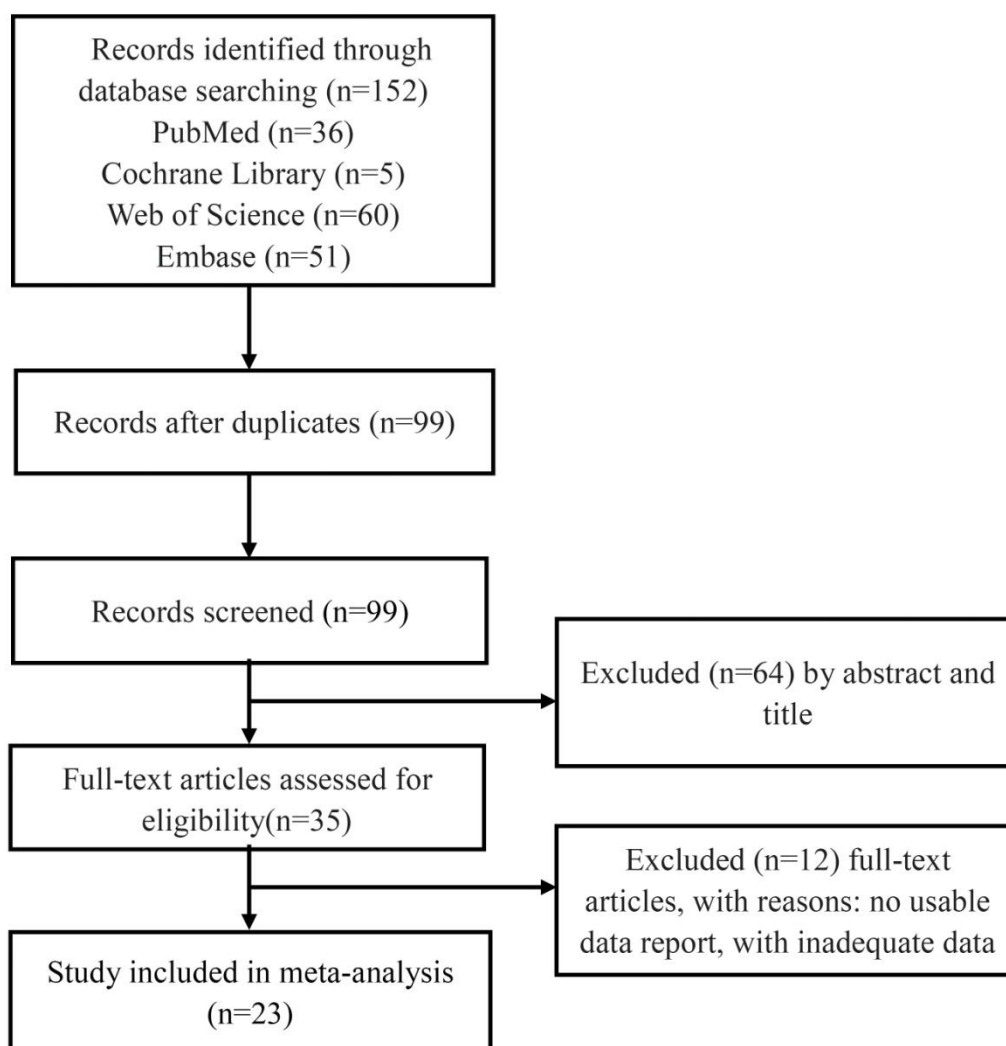 Records identified through
database searching (n=152)
PubMed (n=36)
Cochrane Library (n=5)
Web of Science (n=60)
Embase (n=51)
Records after duplicates (n=99)
Records screened (n=99)
Excluded (n=64) by abstract and
title
Full-text articles assessed for
eligibility(n=35)
Excluded (n=12) full-text
articles, with reasons: no usable
data report, with inadequate data
Study included in meta-analysis
(n=23)